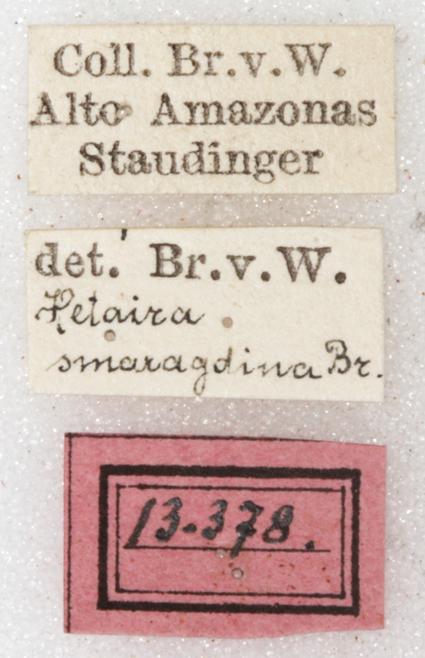 Coll. Br.v.W.
Alto Amazonas
Staudinger
det. Br.v.W.
Hetaira
smaragdina Br.
13.378.